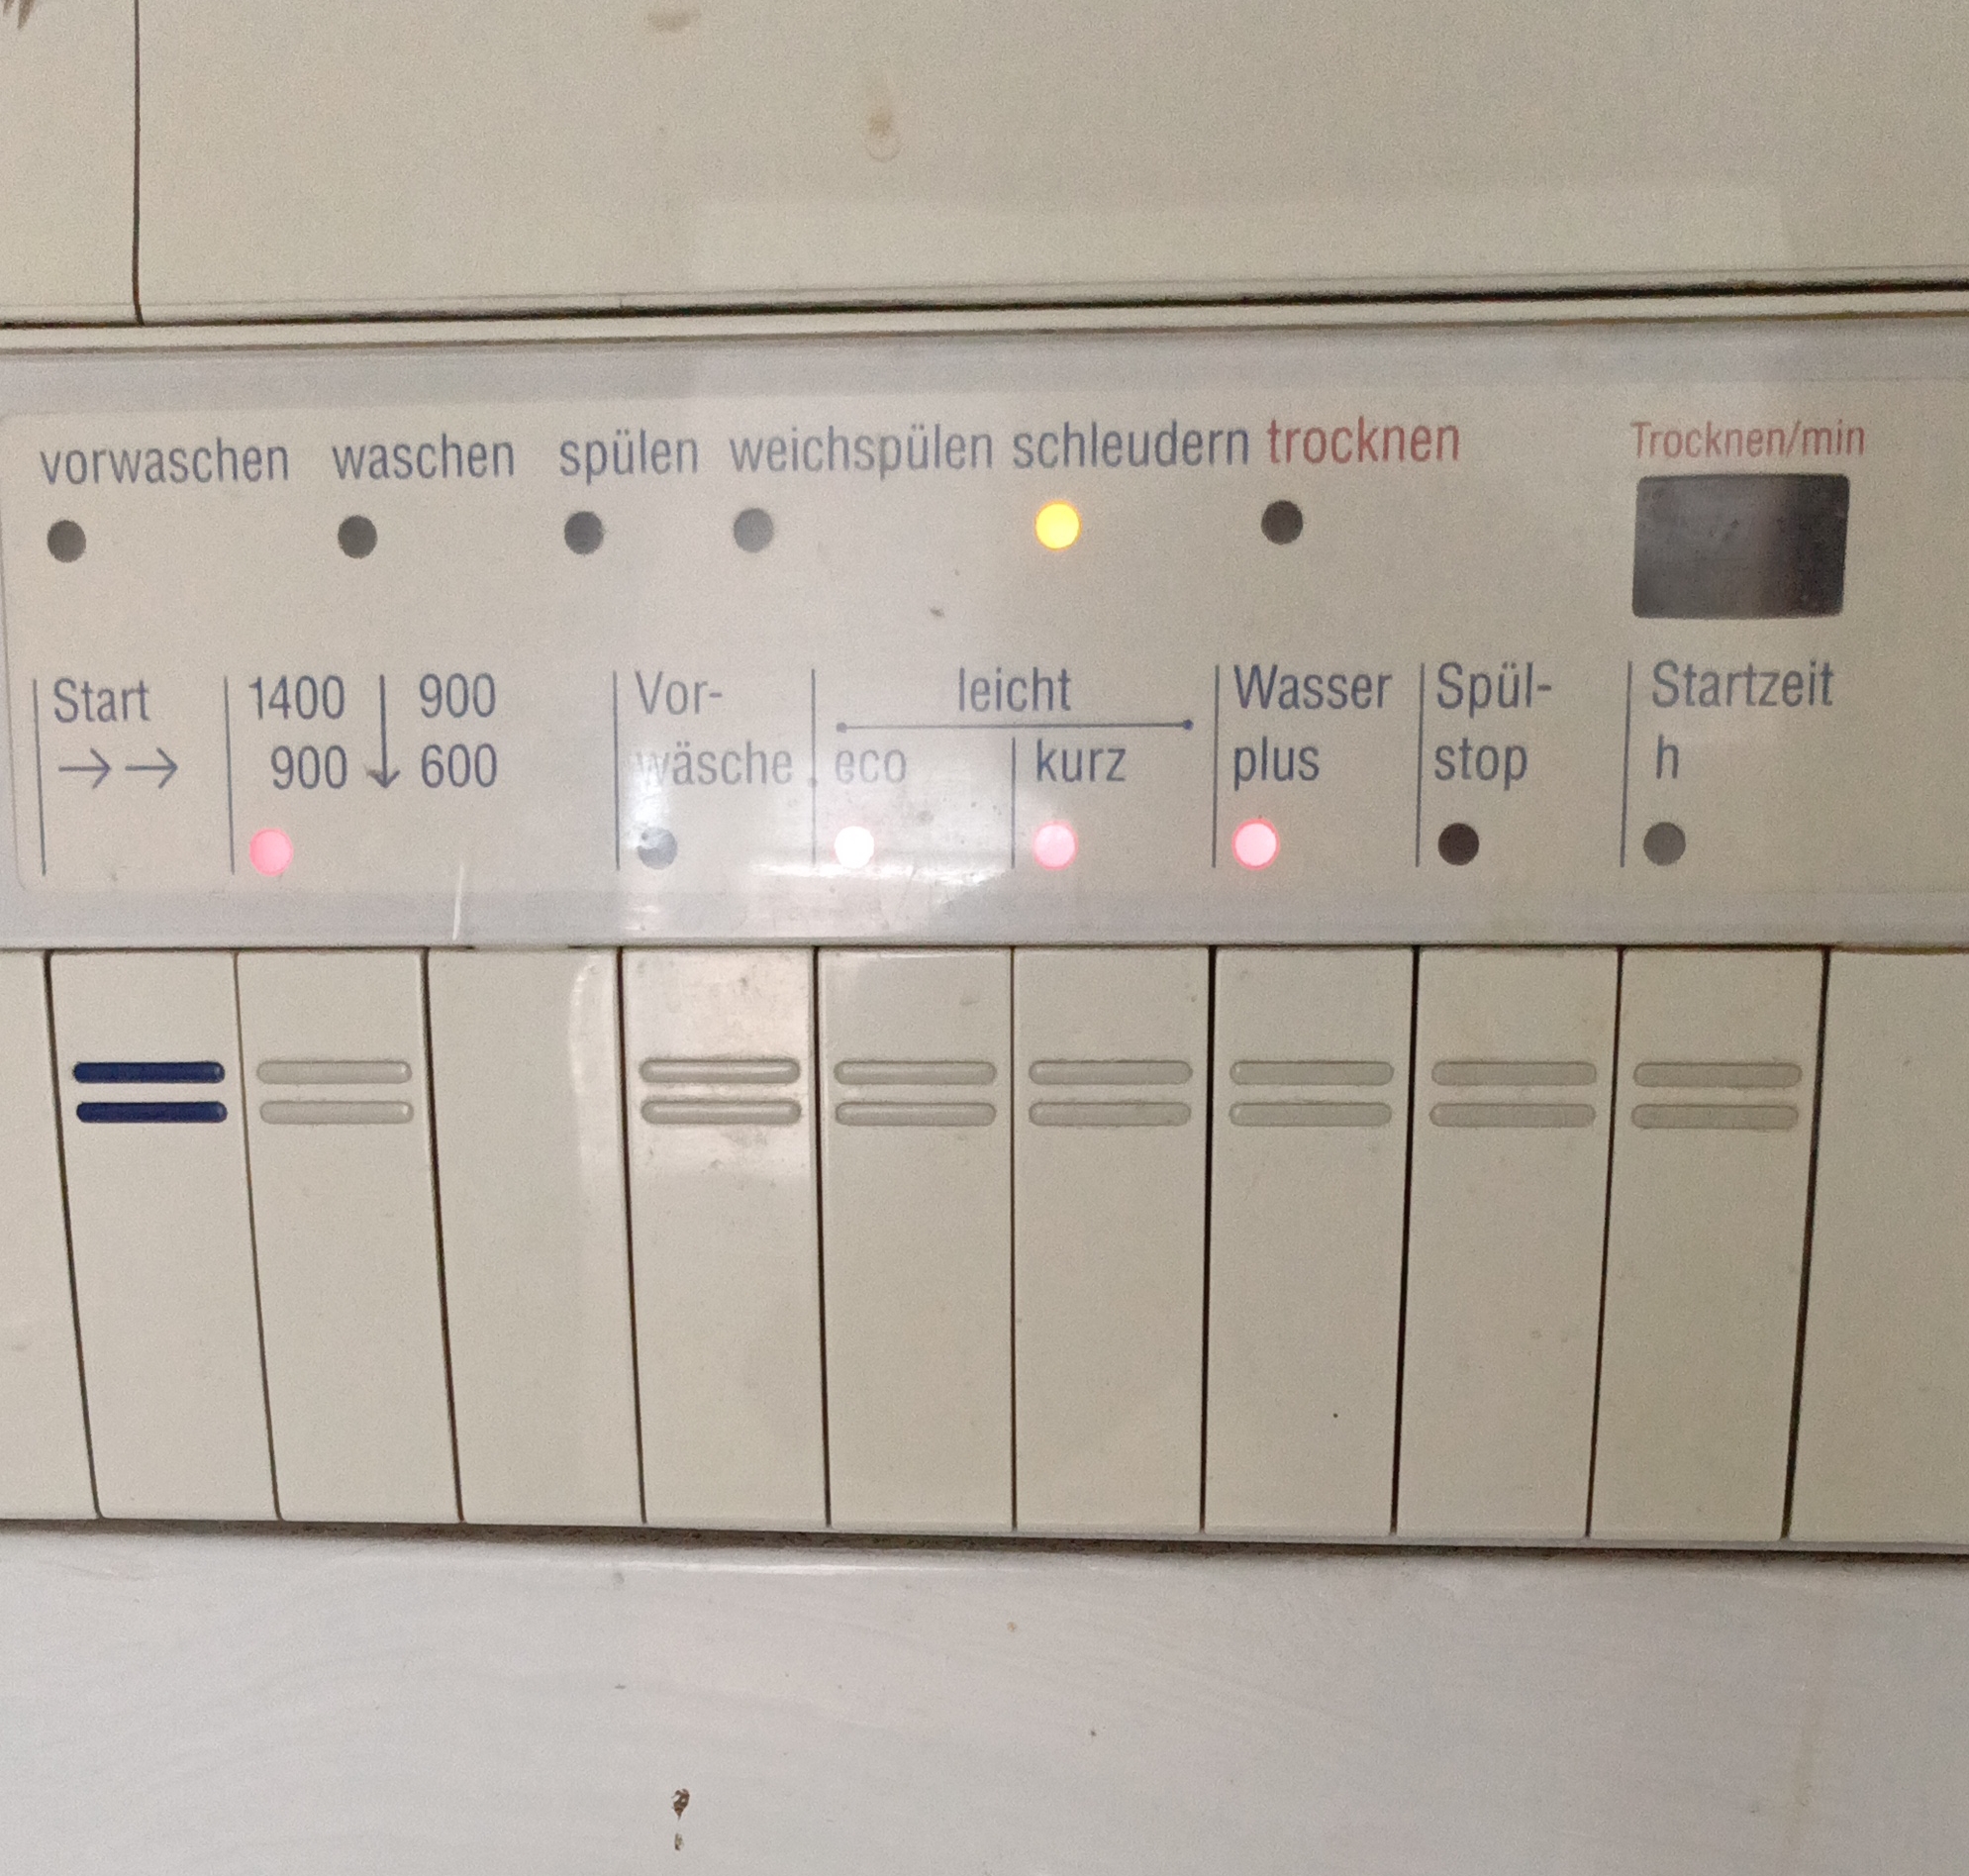 vorwaschen waschen spülen weichspülen schleudern trocknen Trocknen/min
Start 1400 900 Vor- leicht Wasser Spül- Startzeit
900 600 wäsche eco kurz plus stop h